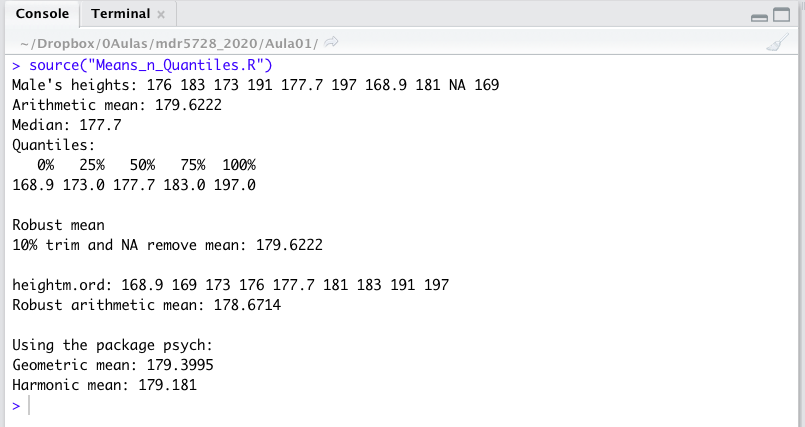 Console Terminal ×
~/Dropbox/0Aulas/mdr5728_2020/Aula01/
> source("Means_n_Quantiles.R")
Male's heights: 176 183 173 191 177.7 197 168.9 181 NA 169
Arithmetic mean: 179.6222
Median: 177.7
Quantiles:
   0%   25%   50%   75%  100%
168.9 173.0 177.7 183.0 197.0

Robust mean
10% trim and NA remove mean: 179.6222

heightm.ord: 168.9 169 173 176 177.7 181 183 191 197
Robust arithmetic mean: 178.6714

Using the package psych:
Geometric mean: 179.3995
Harmonic mean: 179.181
>